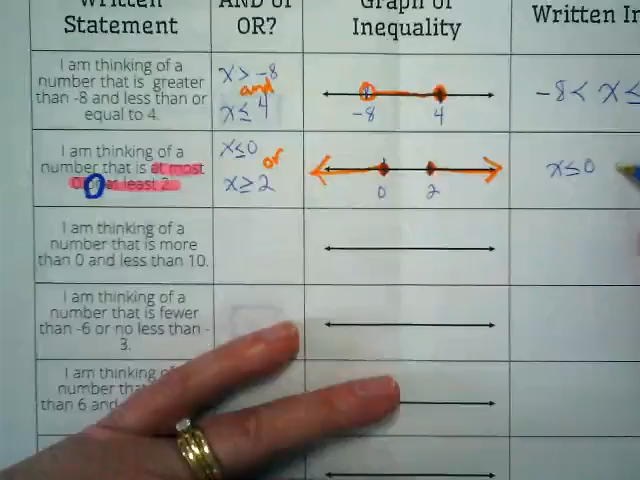 Written
Statement
AND or
OR?
Graph of
Inequality
Written
I am thinking of a
number that is greater
than -8 and less than or
equal to 4.
x > -8
and
x ≤ 4
-8
4
-8 < x ≤
I am thinking of a
number that is at most
0 or at least 2.
x ≤ 0
or
x ≥ 2
0
2
x ≤ 0
I am thinking of a
number that is more
than 0 and less than 10.
I am thinking of a
number that is fewer
than -6 or no less than -
3.
I am thinking of
number
than 6 and